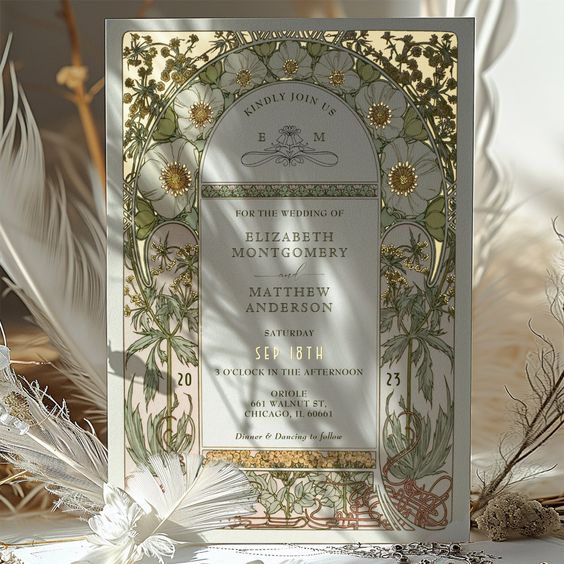 KINDLY JOIN US
E M
FOR THE WEDDING OF
ELIZABETH
MONTGOMERY
and
MATTHEW
ANDERSON
SATURDAY
SEP 18TH
20 23
3 O'CLOCK IN THE AFTERNOON
ORIOLE
661 WALNUT ST,
CHICAGO, IL 60661
Dinner & Dancing to follow